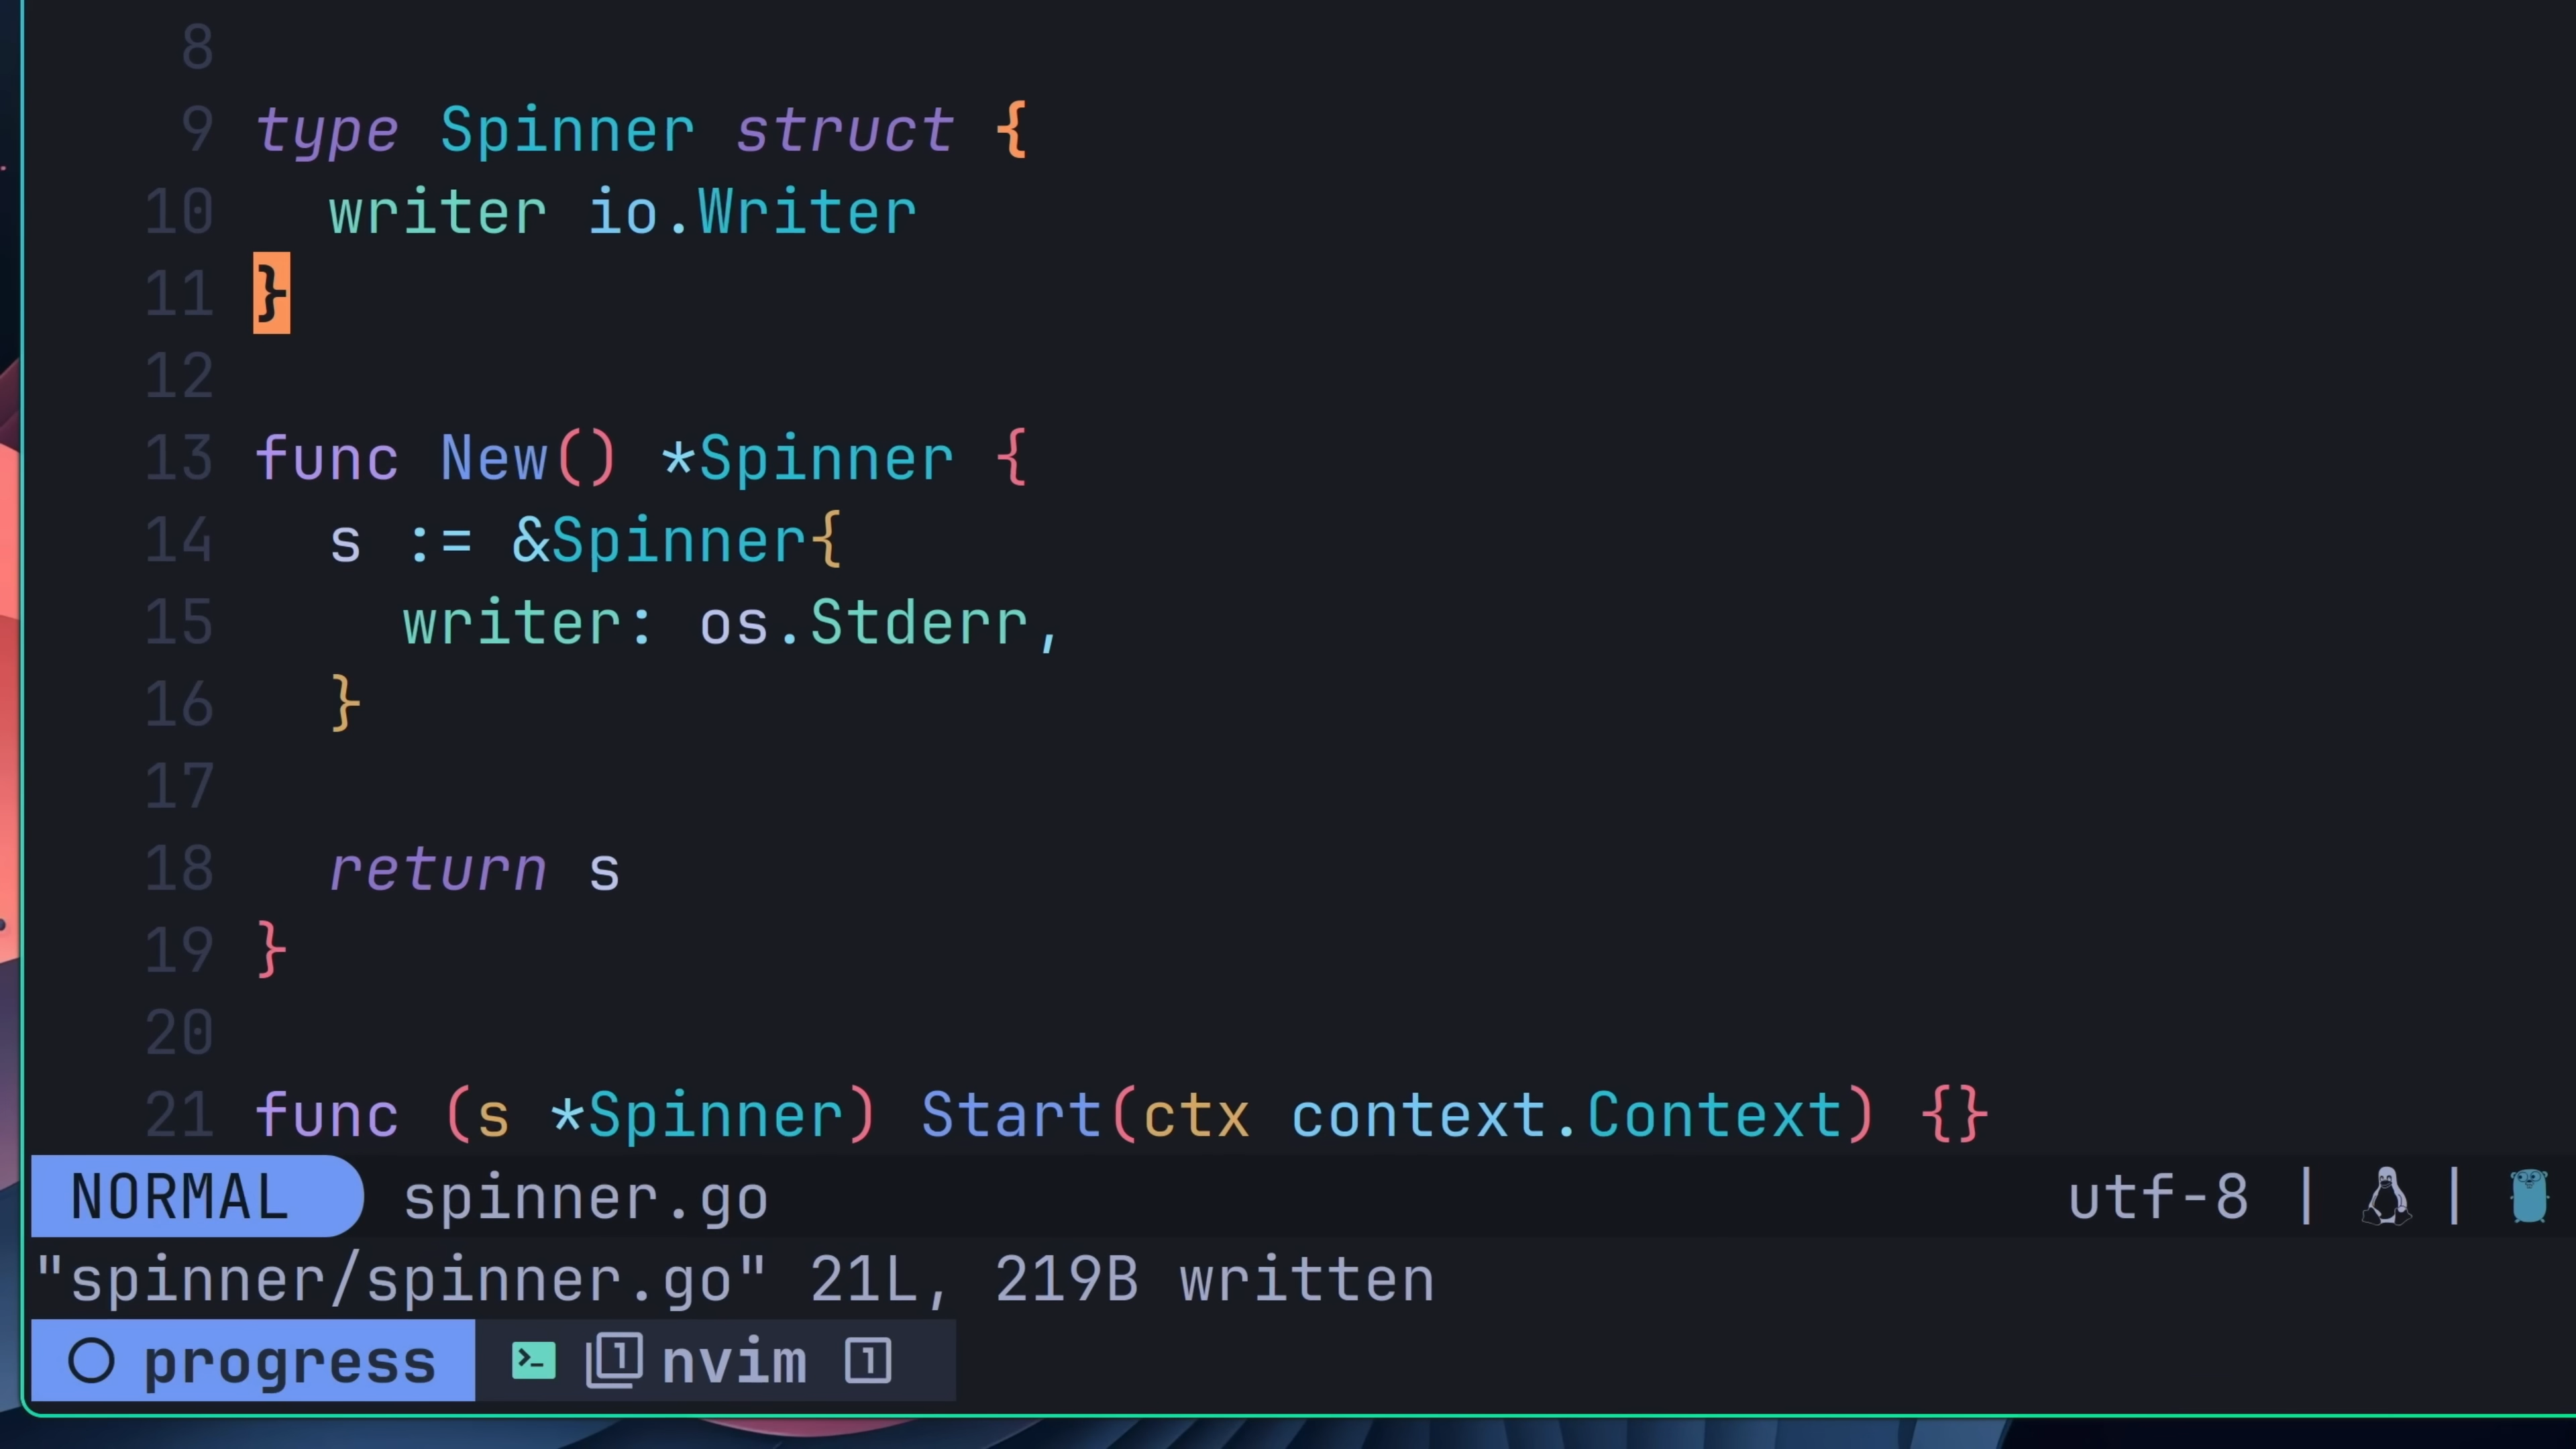 8
9 type Spinner struct {
10 writer io.Writer
11 }
12
13 func New() *Spinner {
14 s := &Spinner{
15 writer: os.Stderr,
16 }
17
18 return s
19 }
20
21 func (s *Spinner) Start(ctx context.Context) {}
NORMAL spinner.go utf-8 | |
"spinner/spinner.go" 21L, 219B written
progress 1 nvim 1